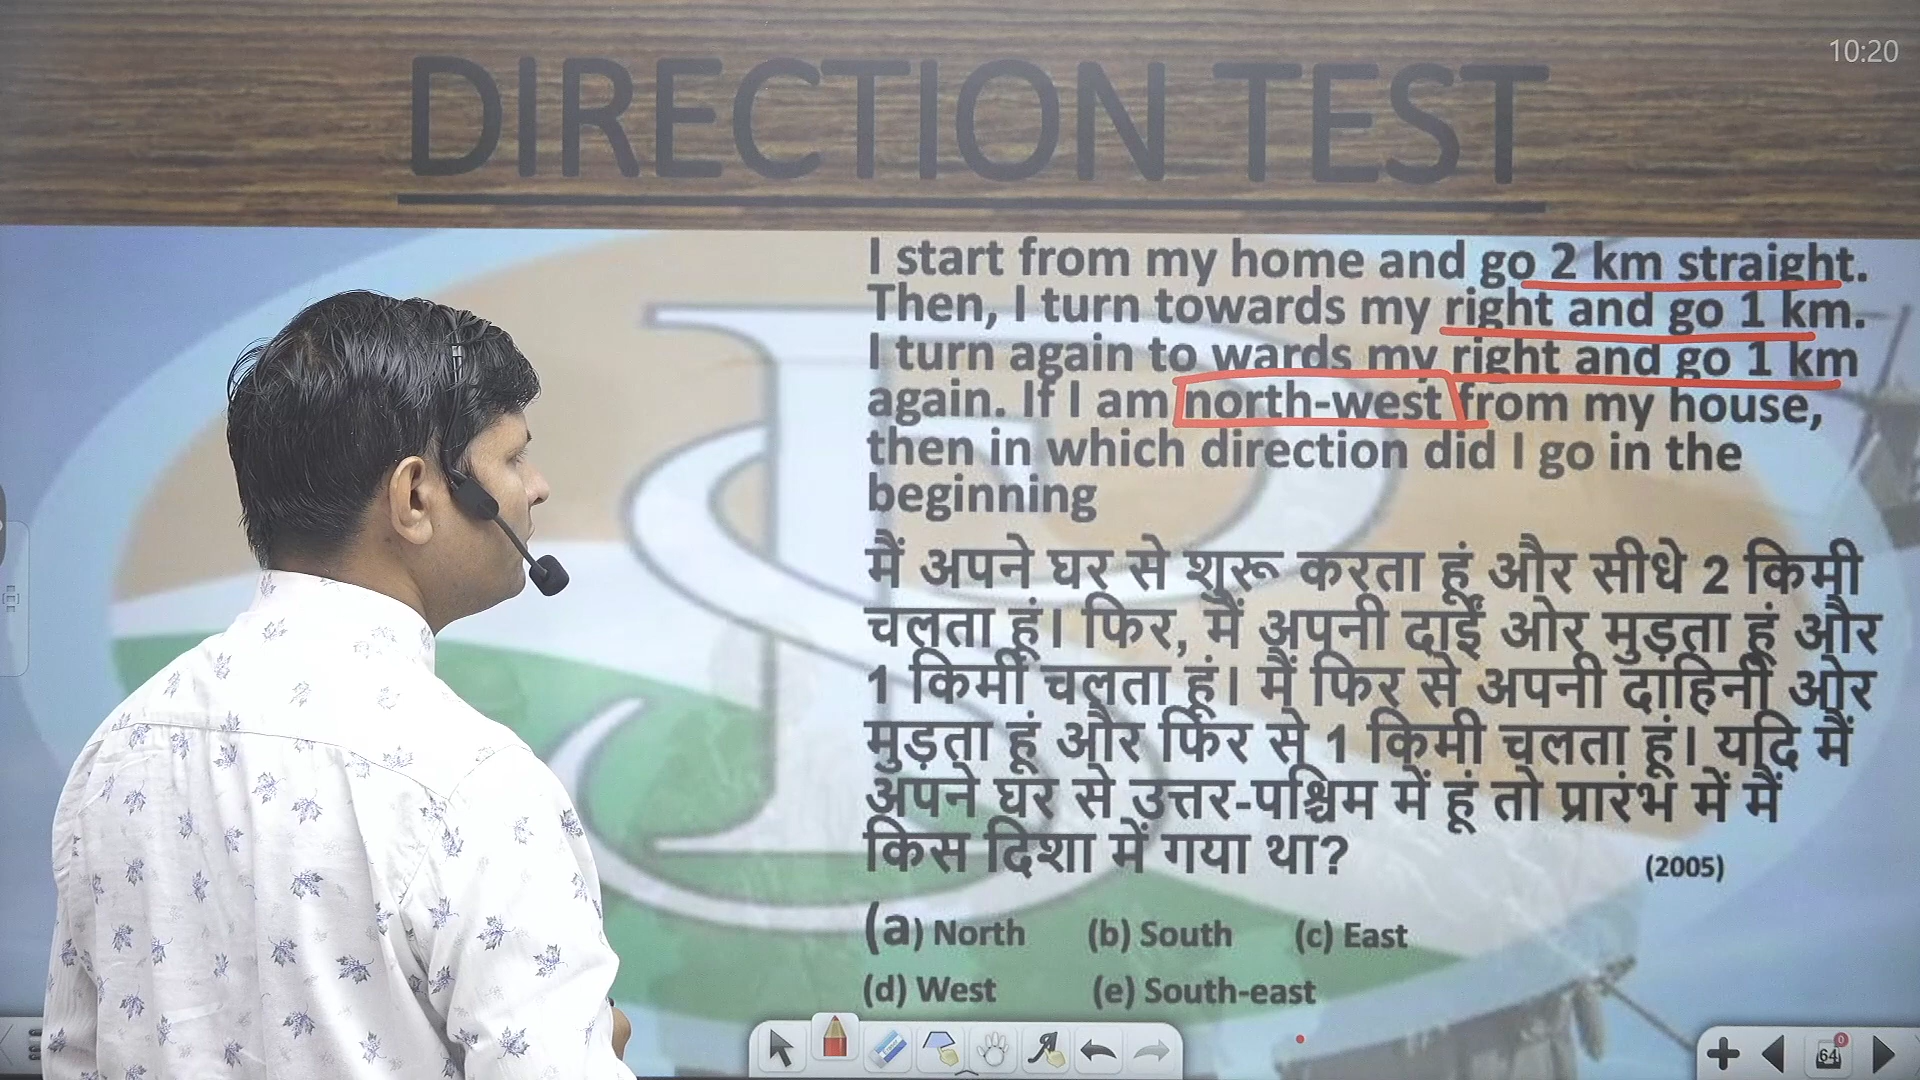 10:20
DIRECTION TEST
I start from my home and go 2 km straight.
Then, I turn towards my right and go 1 km.
I turn again to wards my right and go 1 km
again. If I am north-west from my house,
then in which direction did I go in the
beginning
मैं अपने घर से शुरू करता हूं और सीधे 2 किमी
चलता हूं। फिर, मैं अपनी दाईं ओर मुड़ता हूं और
1 किमी चलता हूं। मैं फिर से अपनी दाहिनी ओर
मुड़ता हूं और फिर से 1 किमी चलता हूं। यदि मैं
अपने घर से उत्तर-पश्चिम में हूं तो प्रारंभ में मैं
किस दिशा में गया था?
(2005)
(a) North (b) South (c) East
(d) West (e) South-east
64
0